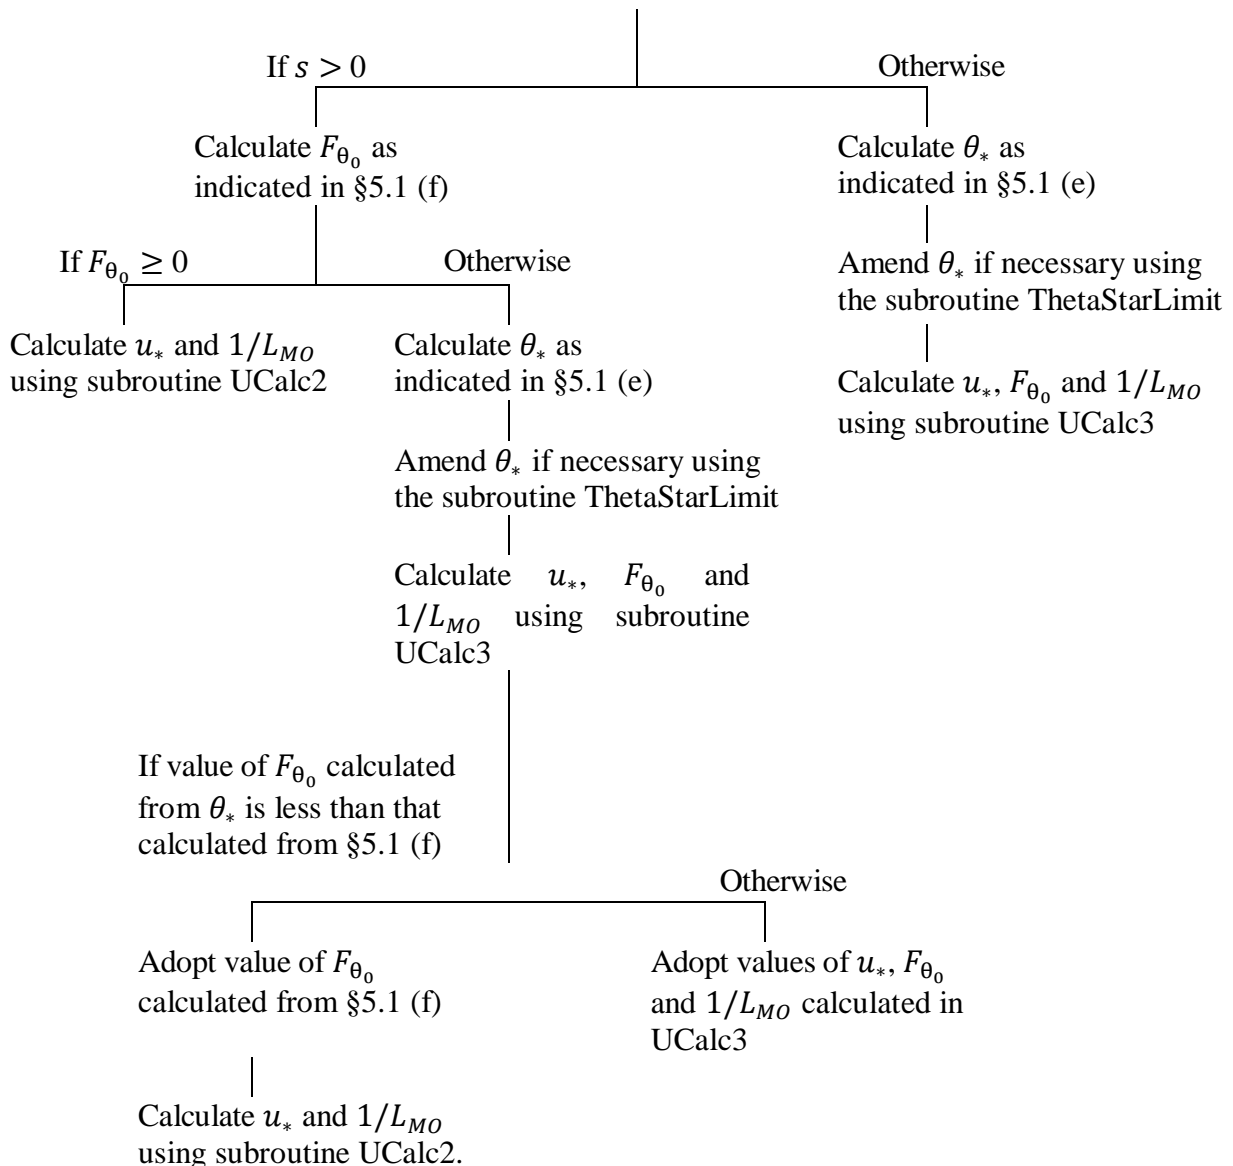 If s > 0
Otherwise
Calculate F_θ₀ as
indicated in §5.1 (f)
Calculate θ_* as
indicated in §5.1 (e)
If F_θ₀ ≥ 0
Otherwise
Amend θ_* if necessary using
the subroutine ThetaStarLimit
Calculate u_* and 1/L_MO
using subroutine UCalc2
Calculate θ_* as
indicated in §5.1 (e)
Calculate u_*, F_θ₀ and 1/L_MO
using subroutine UCalc3
Amend θ_* if necessary using
the subroutine ThetaStarLimit
Calculate u_*, F_θ₀ and
1/L_MO using subroutine
UCalc3
If value of F_θ₀ calculated
from θ_* is less than that
calculated from §5.1 (f)
Otherwise
Adopt value of F_θ₀
calculated from §5.1 (f)
Adopt values of u_*, F_θ₀
and 1/L_MO calculated in
UCalc3
Calculate u_* and 1/L_MO
using subroutine UCalc2.